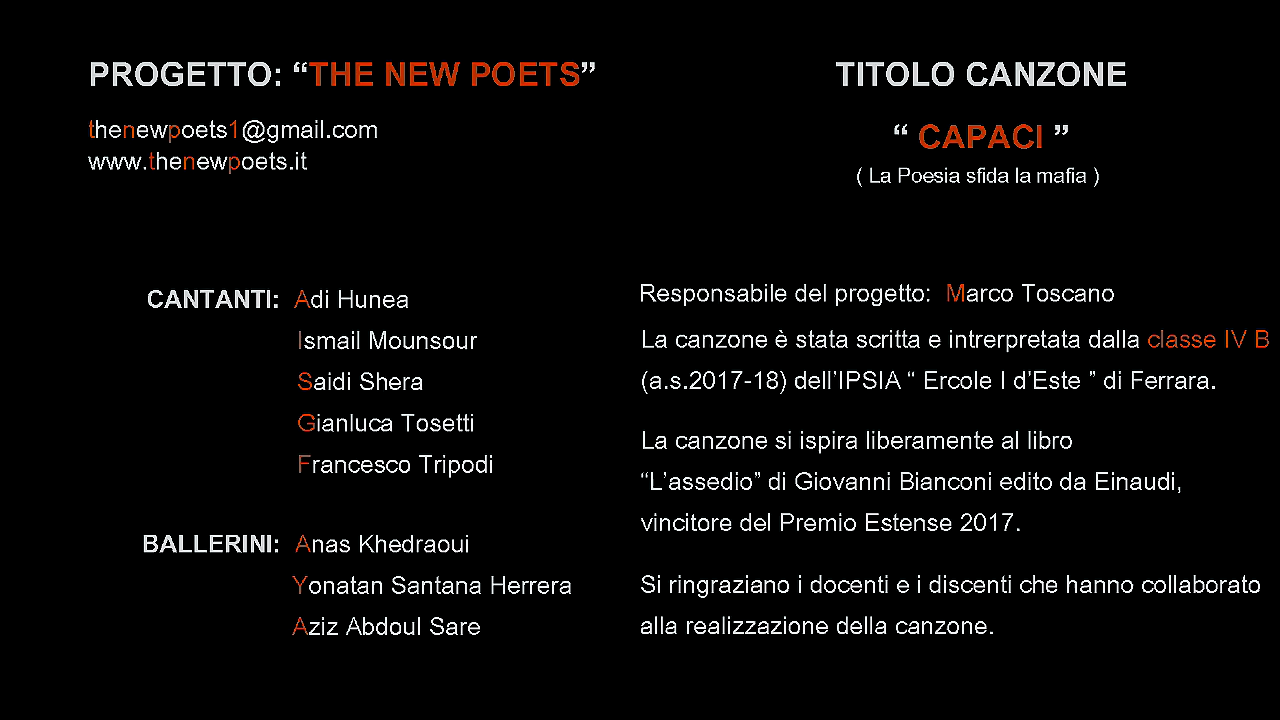 PROGETTO: “THE NEW POETS”
thenewpoets1@gmail.com
www.thenewpoets.it
TITOLO CANZONE
“ CAPACI ”
( La Poesia sfida la mafia )
CANTANTI: Adi Hunea
Ismail Mounsour
Saidi Shera
Gianluca Tosetti
Francesco Tripodi
BALLERINI: Anas Khedraoui
Yonatan Santana Herrera
Aziz Abdoul Sare
Responsabile del progetto: Marco Toscano
La canzone è stata scritta e intrerpretata dalla classe IV B
(a.s.2017-18) dell’IPSIA “ Ercole I d’Este ” di Ferrara.
La canzone si ispira liberamente al libro
“L’assedio” di Giovanni Bianconi edito da Einaudi,
vincitore del Premio Estense 2017.
Si ringraziano i docenti e i discenti che hanno collaborato
alla realizzazione della canzone.